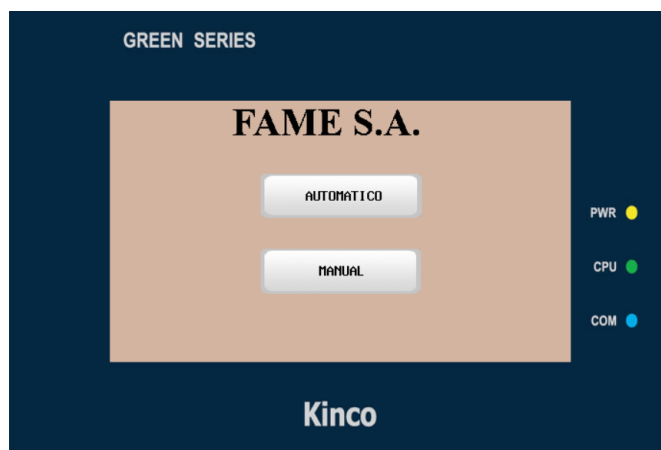 GREEN SERIES
FAME S.A.
AUTOMATICO
MANUAL
PWR
CPU
COM
Kinco